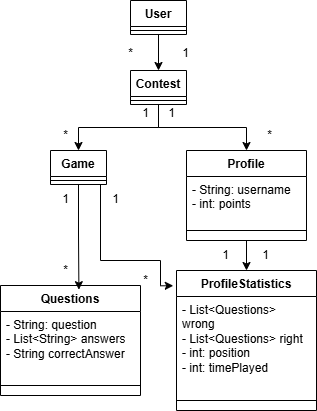 User
* 1
Contest
1 1
* *
Game
Profile
- String: username
- int: points
1 1
1 1
* *
Questions
- String: question
- List<String> answers
- String correctAnswer
ProfileStatistics
- List<Questions>
wrong
- List<Questions> right
- int: position
- int: timePlayed